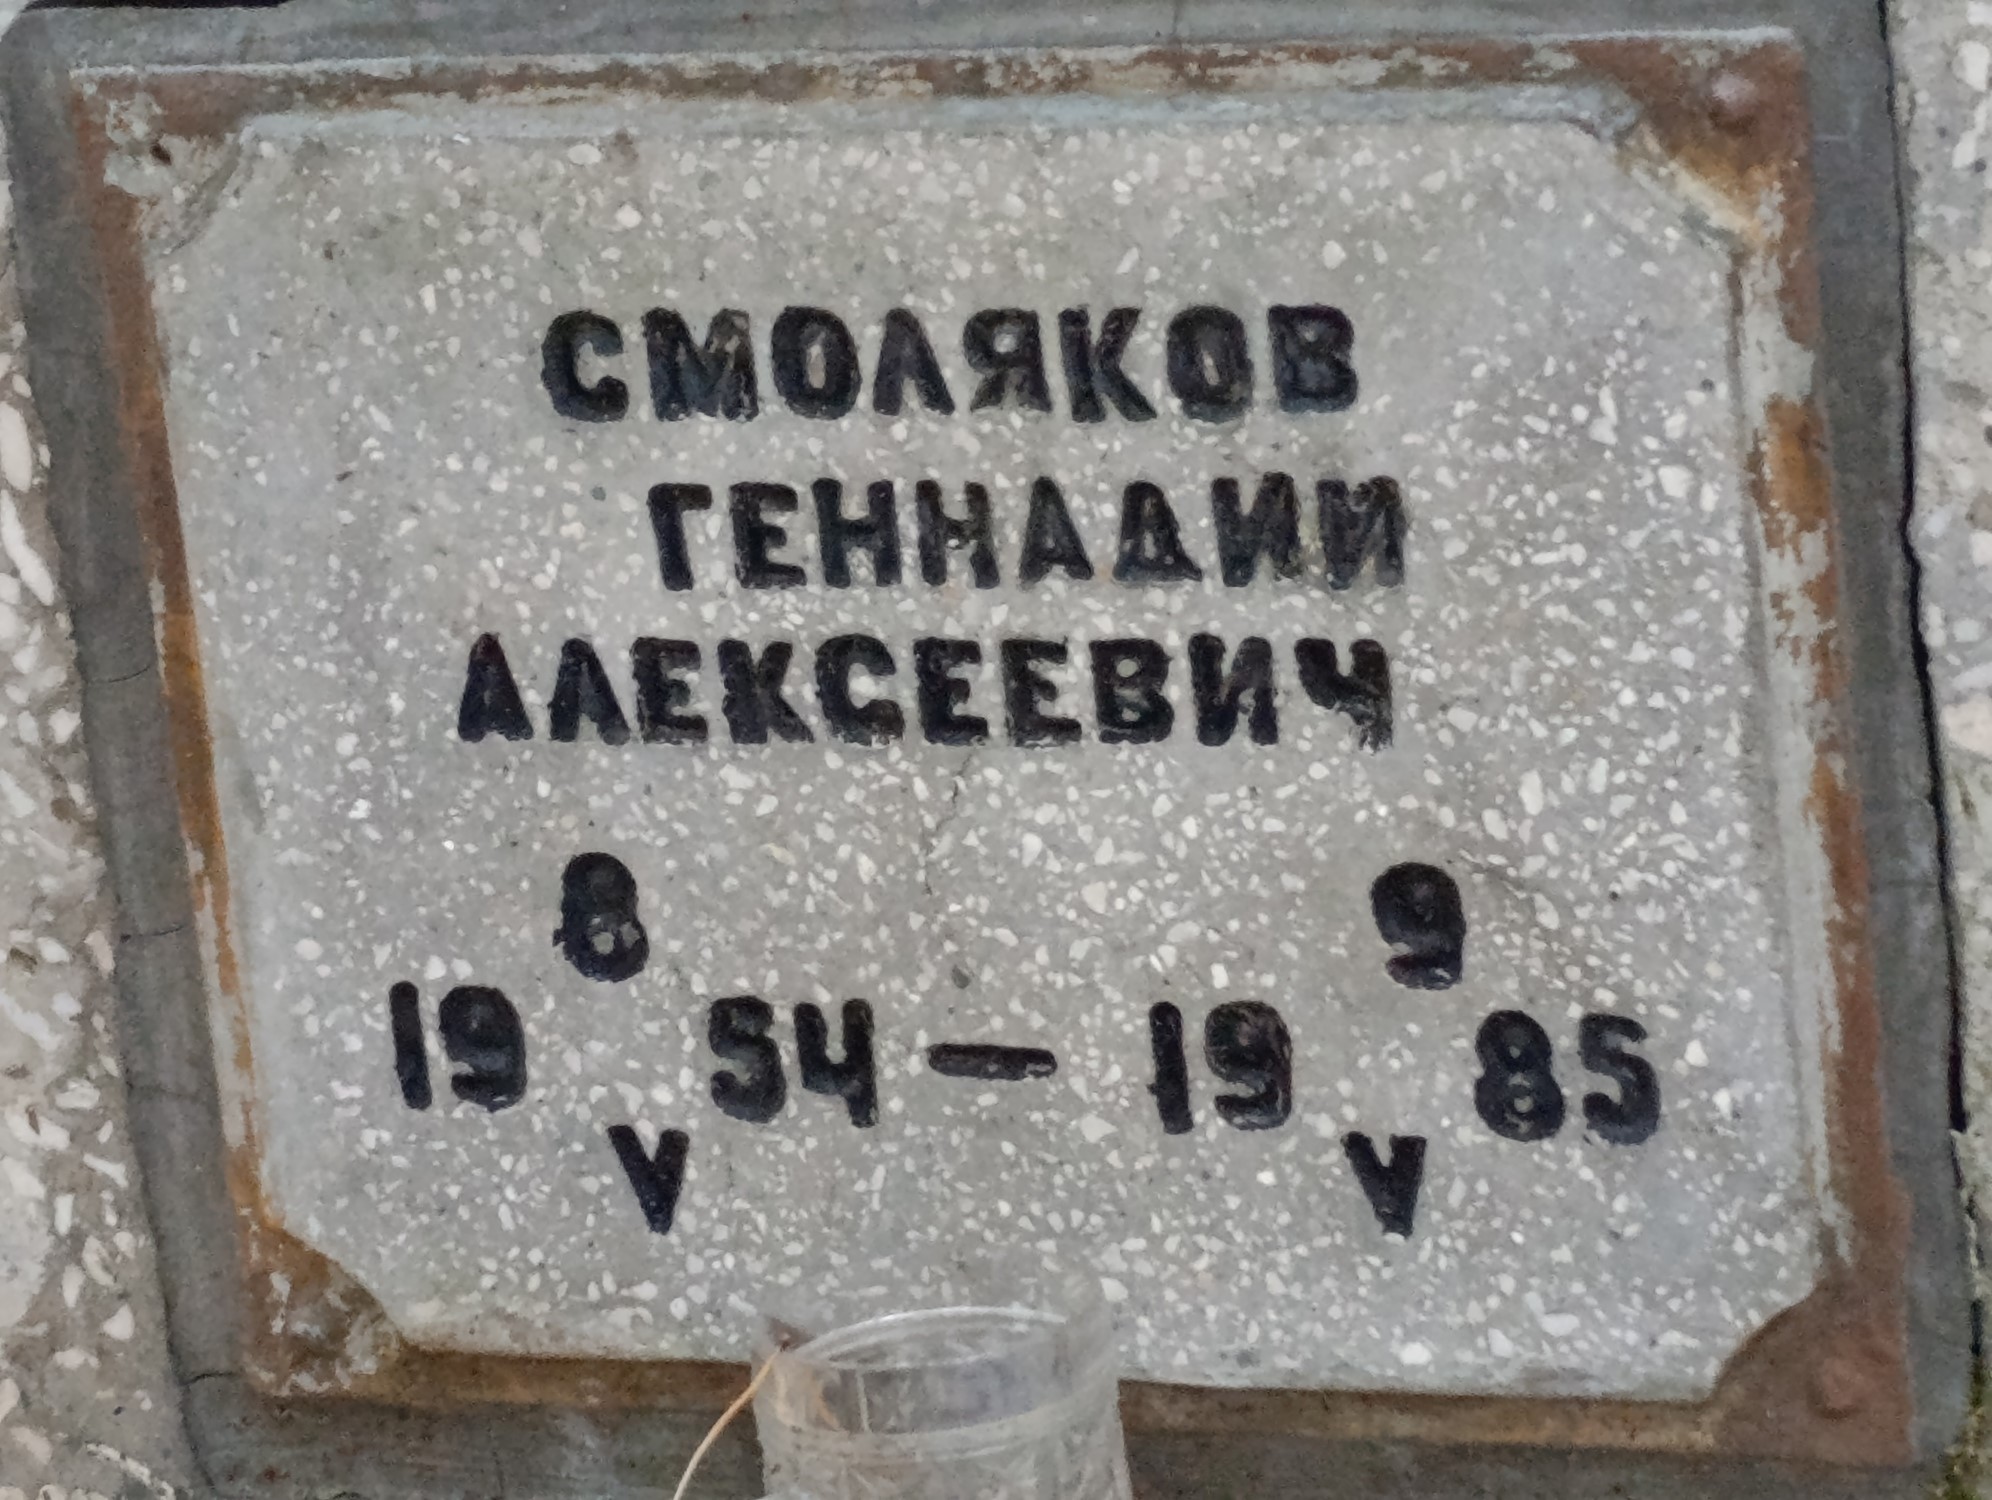 СМОЛЯКОВ
ГЕННАДИИ
АЛЕКСЕЕВИЧ
8 9
19 54 — 19 85
V V